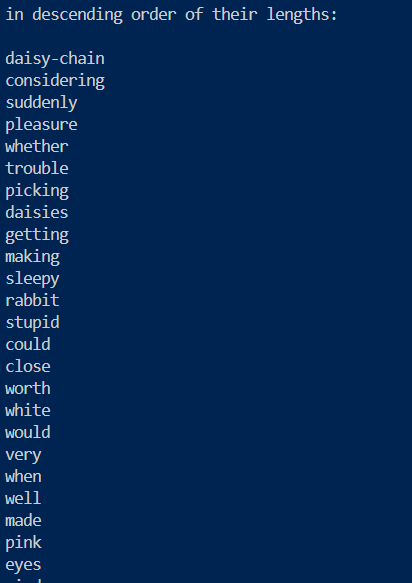 in descending order of their lengths:
daisy-chain
considering
suddenly
pleasure
whether
trouble
picking
daisies
getting
making
sleepy
rabbit
stupid
could
close
worth
white
would
very
when
well
made
pink
eyes